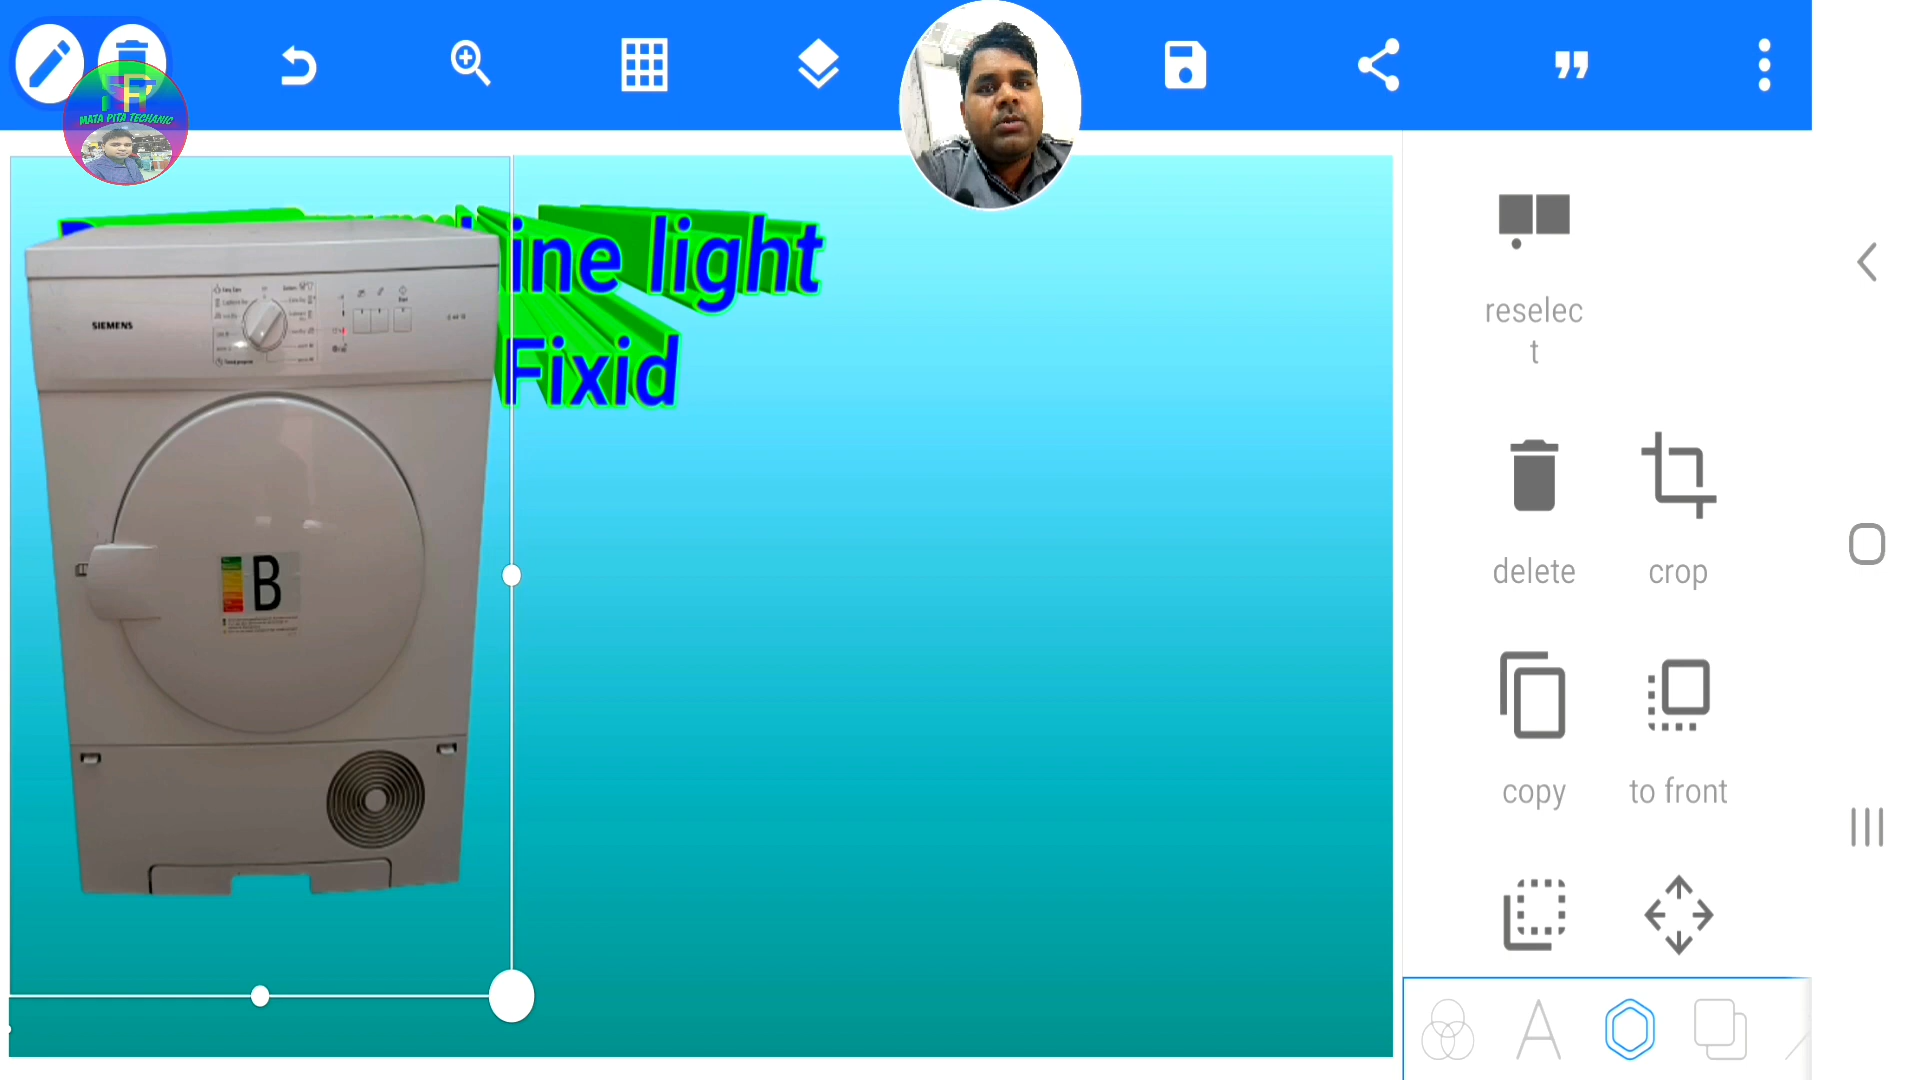 MATA PITA TECHANIC
ine light
Fixid
SIEMENS
B
reselec
t
delete
crop
copy
to front